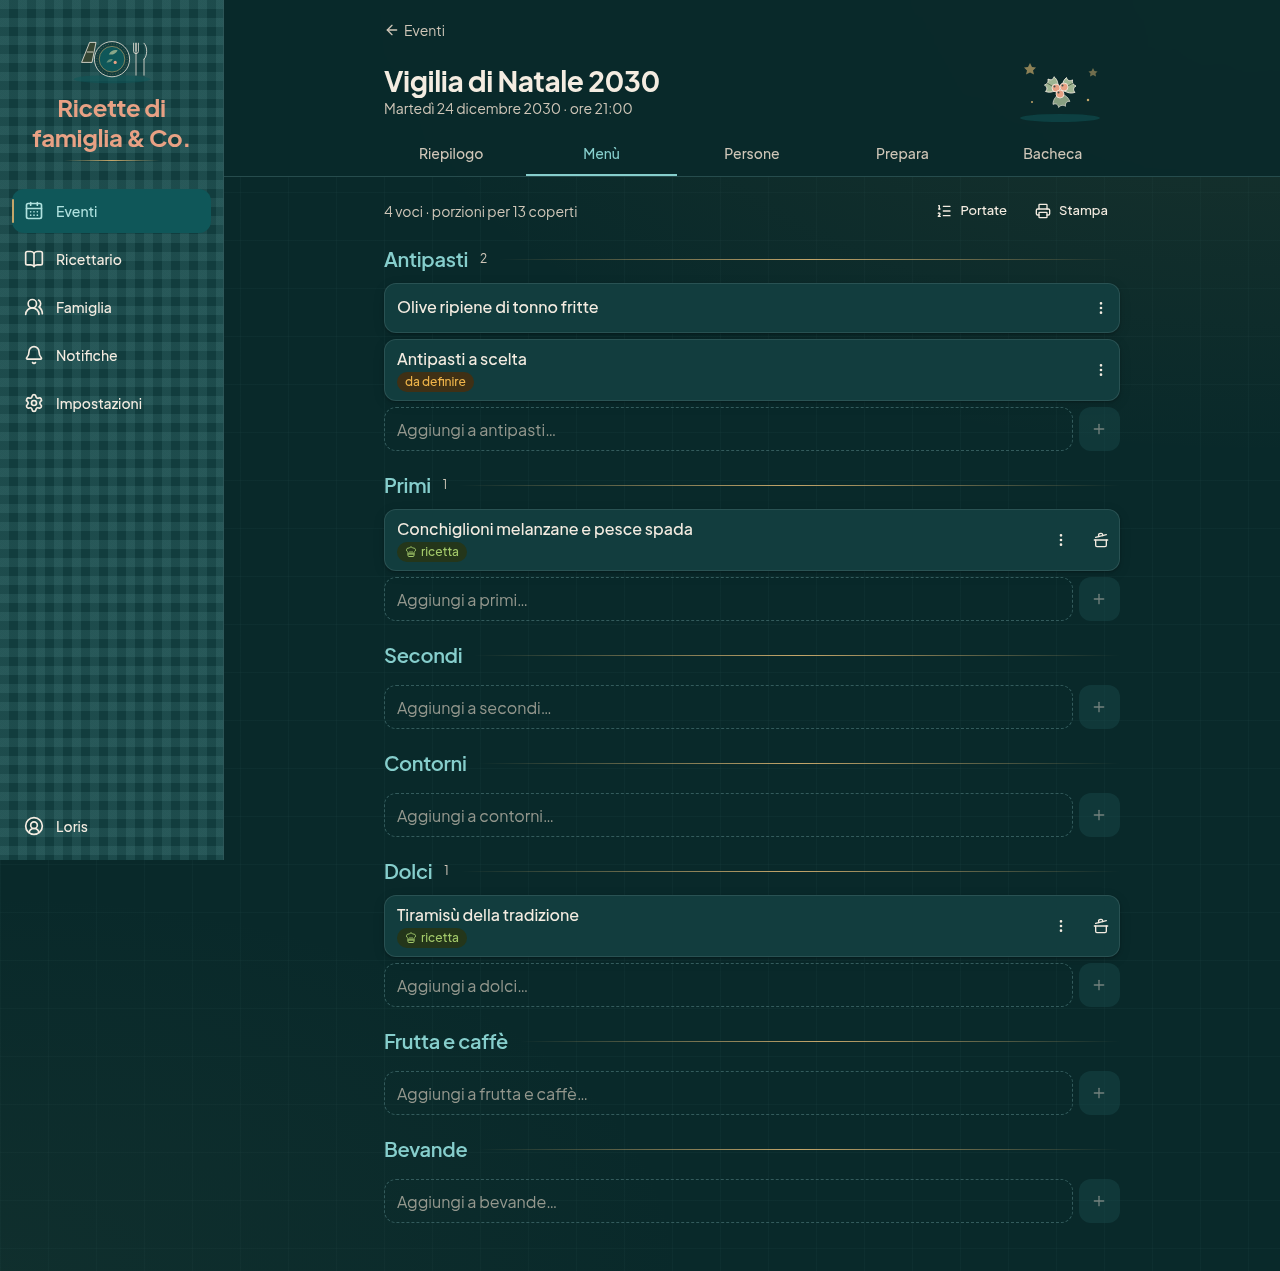 Ricette di
famiglia & Co.
Eventi
Ricettario
Famiglia
Notifiche
Impostazioni
Loris
Eventi
Vigilia di Natale 2030
Martedì 24 dicembre 2030 · ore 21:00
Riepilogo
Menù
Persone
Prepara
Bacheca
4 voci · porzioni per 13 coperti
Portate
Stampa
Antipasti 2
Olive ripiene di tonno fritte
Antipasti a scelta
da definire
Aggiungi a antipasti…
Primi 1
Conchiglioni melanzane e pesce spada
ricetta
Aggiungi a primi…
Secondi
Aggiungi a secondi…
Contorni
Aggiungi a contorni…
Dolci 1
Tiramisù della tradizione
ricetta
Aggiungi a dolci…
Frutta e caffè
Aggiungi a frutta e caffè…
Bevande
Aggiungi a bevande…